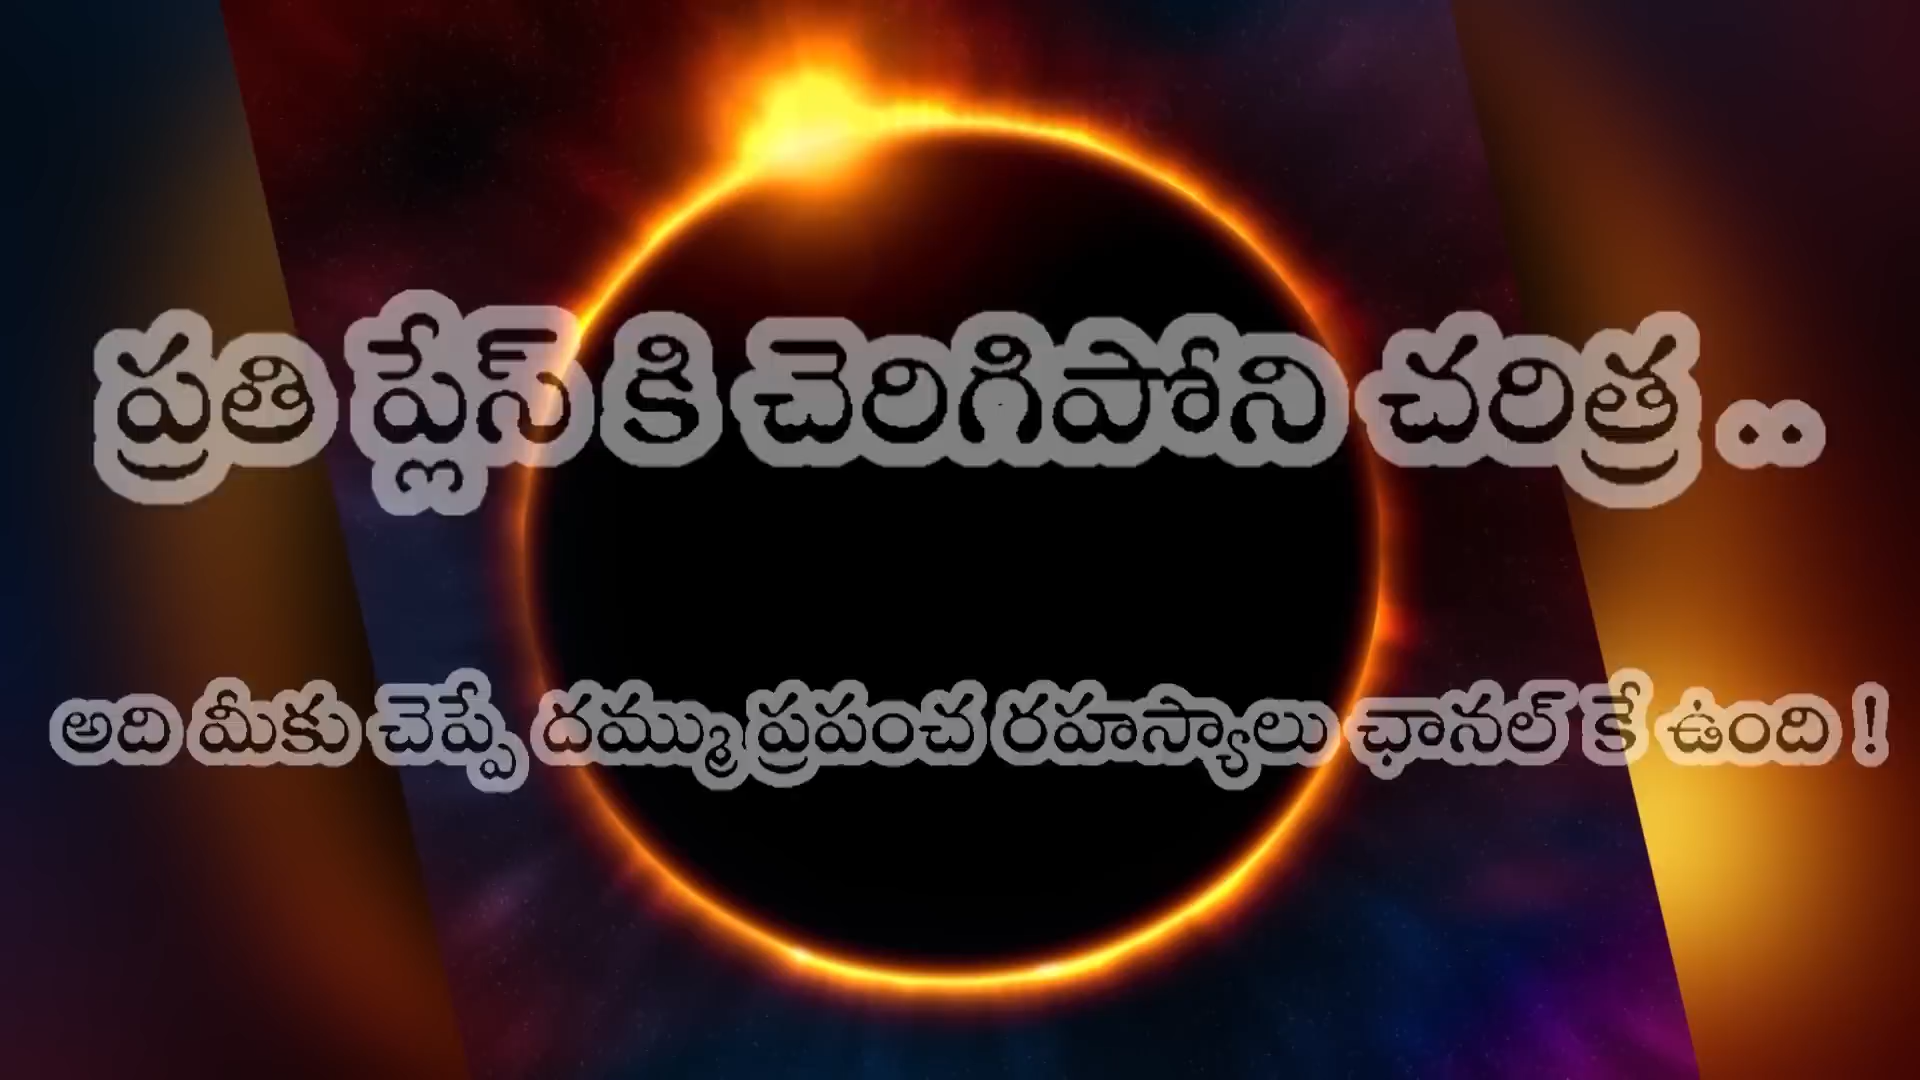 ప్రతి ప్లేస్ కి చెరిగిపోని చరిత్ర ..
అది మీకు చెప్పే దమ్ము ప్రపంచ రహస్యాలు ఛానల్ కే ఉంది !